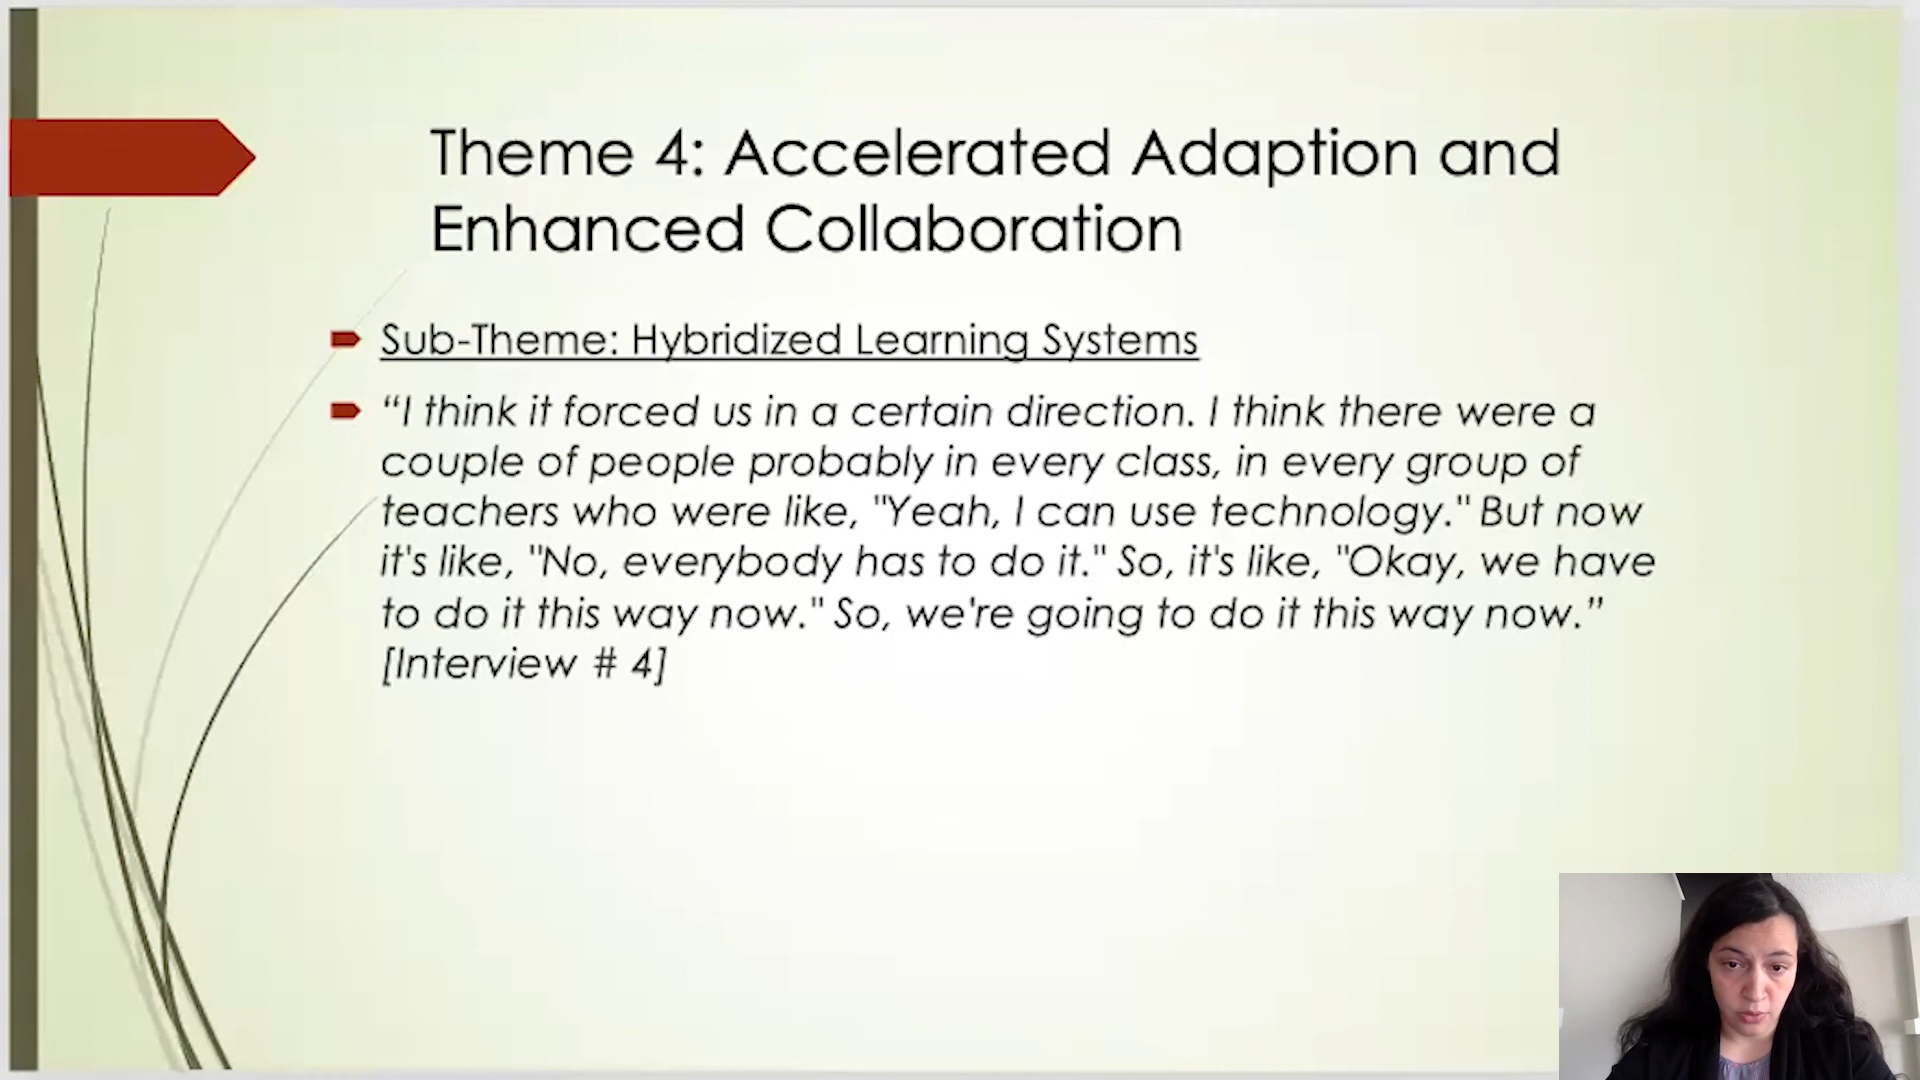 Theme 4: Accelerated Adaption and
Enhanced Collaboration
Sub-Theme: Hybridized Learning Systems
“I think it forced us in a certain direction. I think there were a
couple of people probably in every class, in every group of
teachers who were like, "Yeah, I can use technology." But now
it's like, "No, everybody has to do it." So, it's like, "Okay, we have
to do it this way now." So, we're going to do it this way now.”
[Interview # 4]